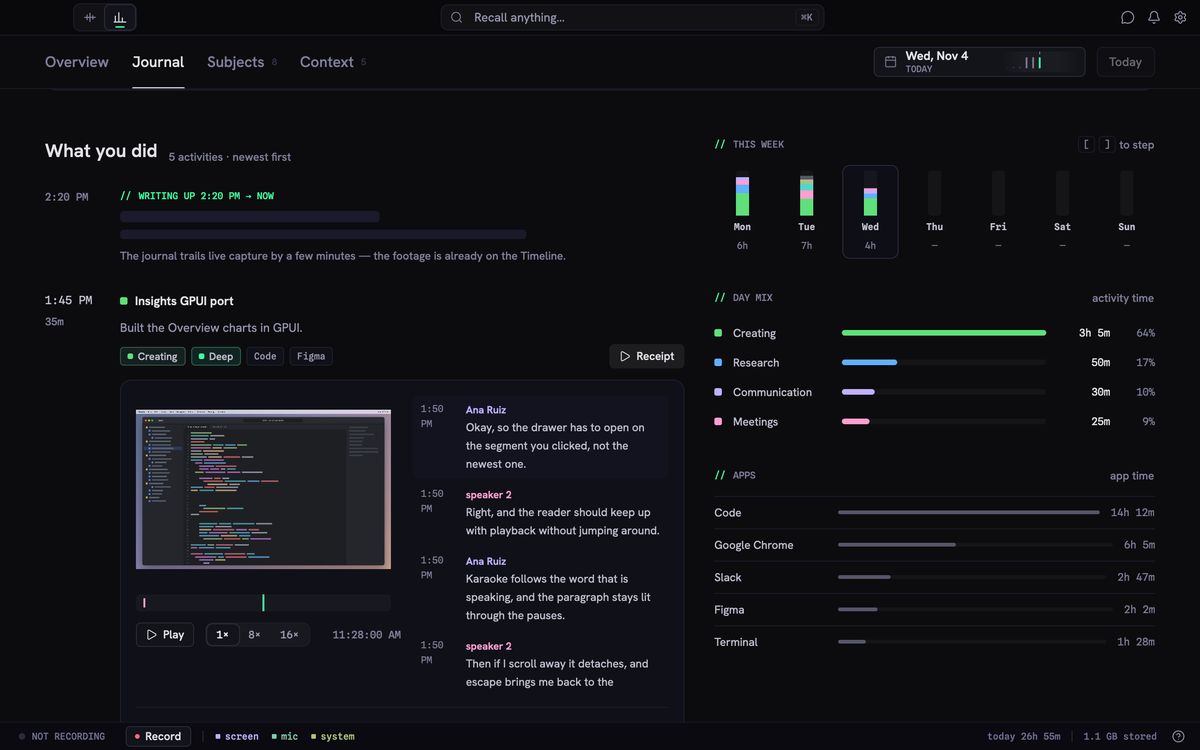 Recall anything...
⌘K
Overview
Journal
Subjects 8
Context 5
Wed, Nov 4
TODAY
Today
What you did
5 activities · newest first
2:20 PM
// WRITING UP 2:20 PM → NOW
The journal trails live capture by a few minutes — the footage is already on the Timeline.
1:45 PM
35m
Insights GPUI port
Built the Overview charts in GPUI.
Creating
Deep
Code
Figma
Receipt
1:50 PM
Ana Ruiz
Okay, so the drawer has to open on
the segment you clicked, not the
newest one.
1:50 PM
speaker 2
Right, and the reader should keep up
with playback without jumping around.
1:50 PM
Ana Ruiz
Karaoke follows the word that is
speaking, and the paragraph stays lit
through the pauses.
1:50 PM
speaker 2
Then if I scroll away it detaches, and
escape brings me back to the
Play
1×
8×
16×
11:28:00 AM
// THIS WEEK
[ ] to step
Mon
6h
Tue
7h
Wed
4h
Thu
—
Fri
—
Sat
—
Sun
—
// DAY MIX
activity time
Creating 3h 5m 64%
Research 50m 17%
Communication 30m 10%
Meetings 25m 9%
// APPS
app time
Code 14h 12m
Google Chrome 6h 5m
Slack 2h 47m
Figma 2h 2m
Terminal 1h 28m
NOT RECORDING
Record
screen
mic
system
today 26h 55m
1.1 GB stored